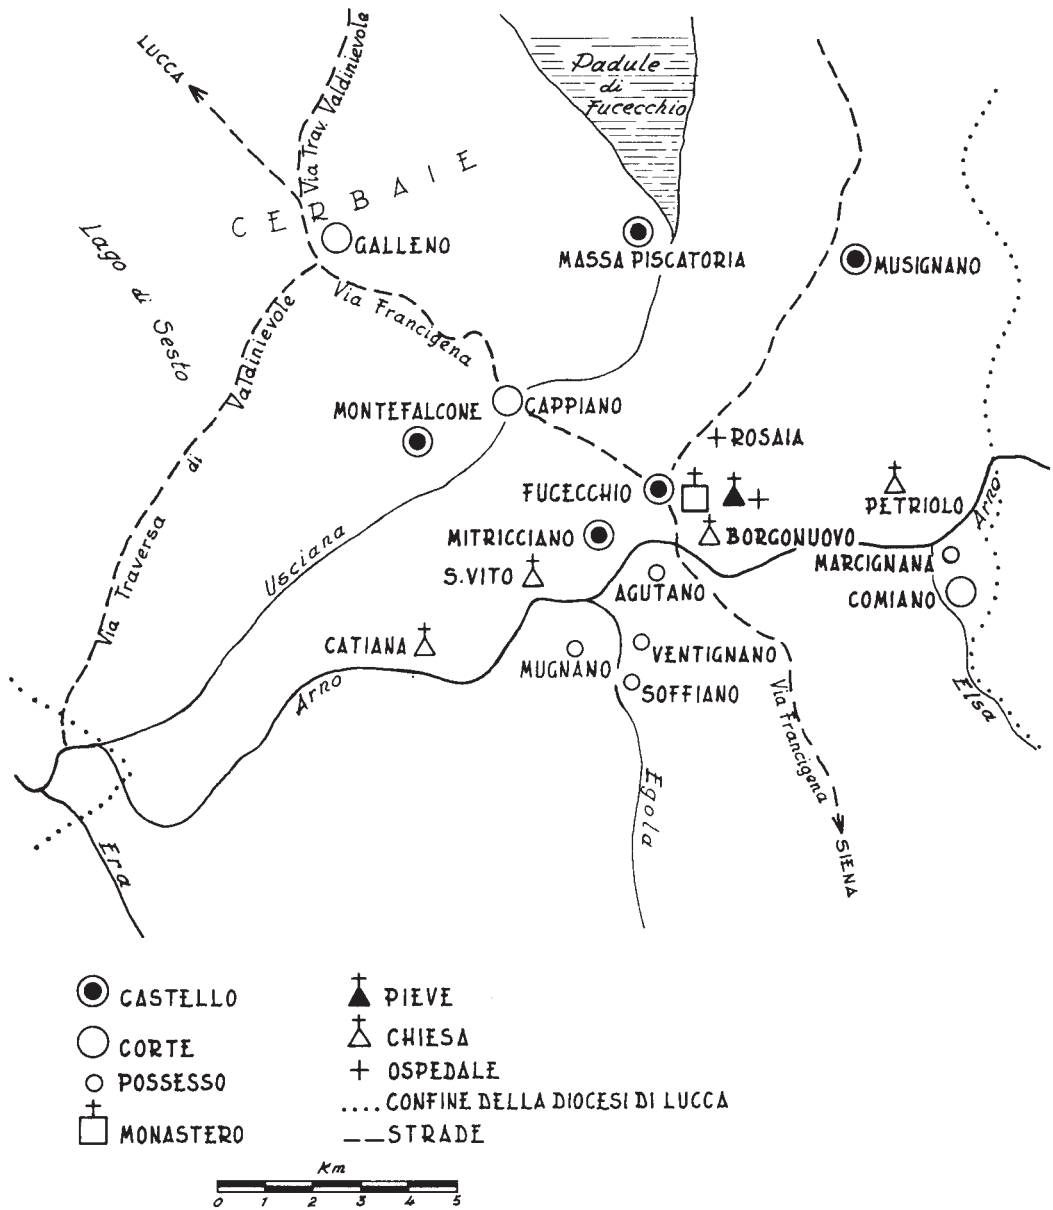 LUCCA
Via Trav. Valdinievole
Padule
di
Fucecchio
CERBAIE
GALLENO
MASSA PISCATORIA
MUSIGNANO
Lago di Sesto
Via Francigena
Via Traversa di Valdinievole
MONTEFALCONE
CAPPIANO
ROSAIA
FUCECCHIO
PETRIOLO
Arno
MITRICCIANO
BORGONUOVO
MARCIGNANA
Usciana
S.VITO
AGUTANO
COMIANO
CATIANA
MUGNANO
VENTIGNANO
SOFFIANO
Arno
Via Francigena
Elsa
Egola
Era
SIENA
CASTELLO
CORTE
POSSESSO
MONASTERO
PIEVE
CHIESA
OSPEDALE
CONFINE DELLA DIOCESI DI LUCCA
STRADE
Km
0 1 2 3 4 5